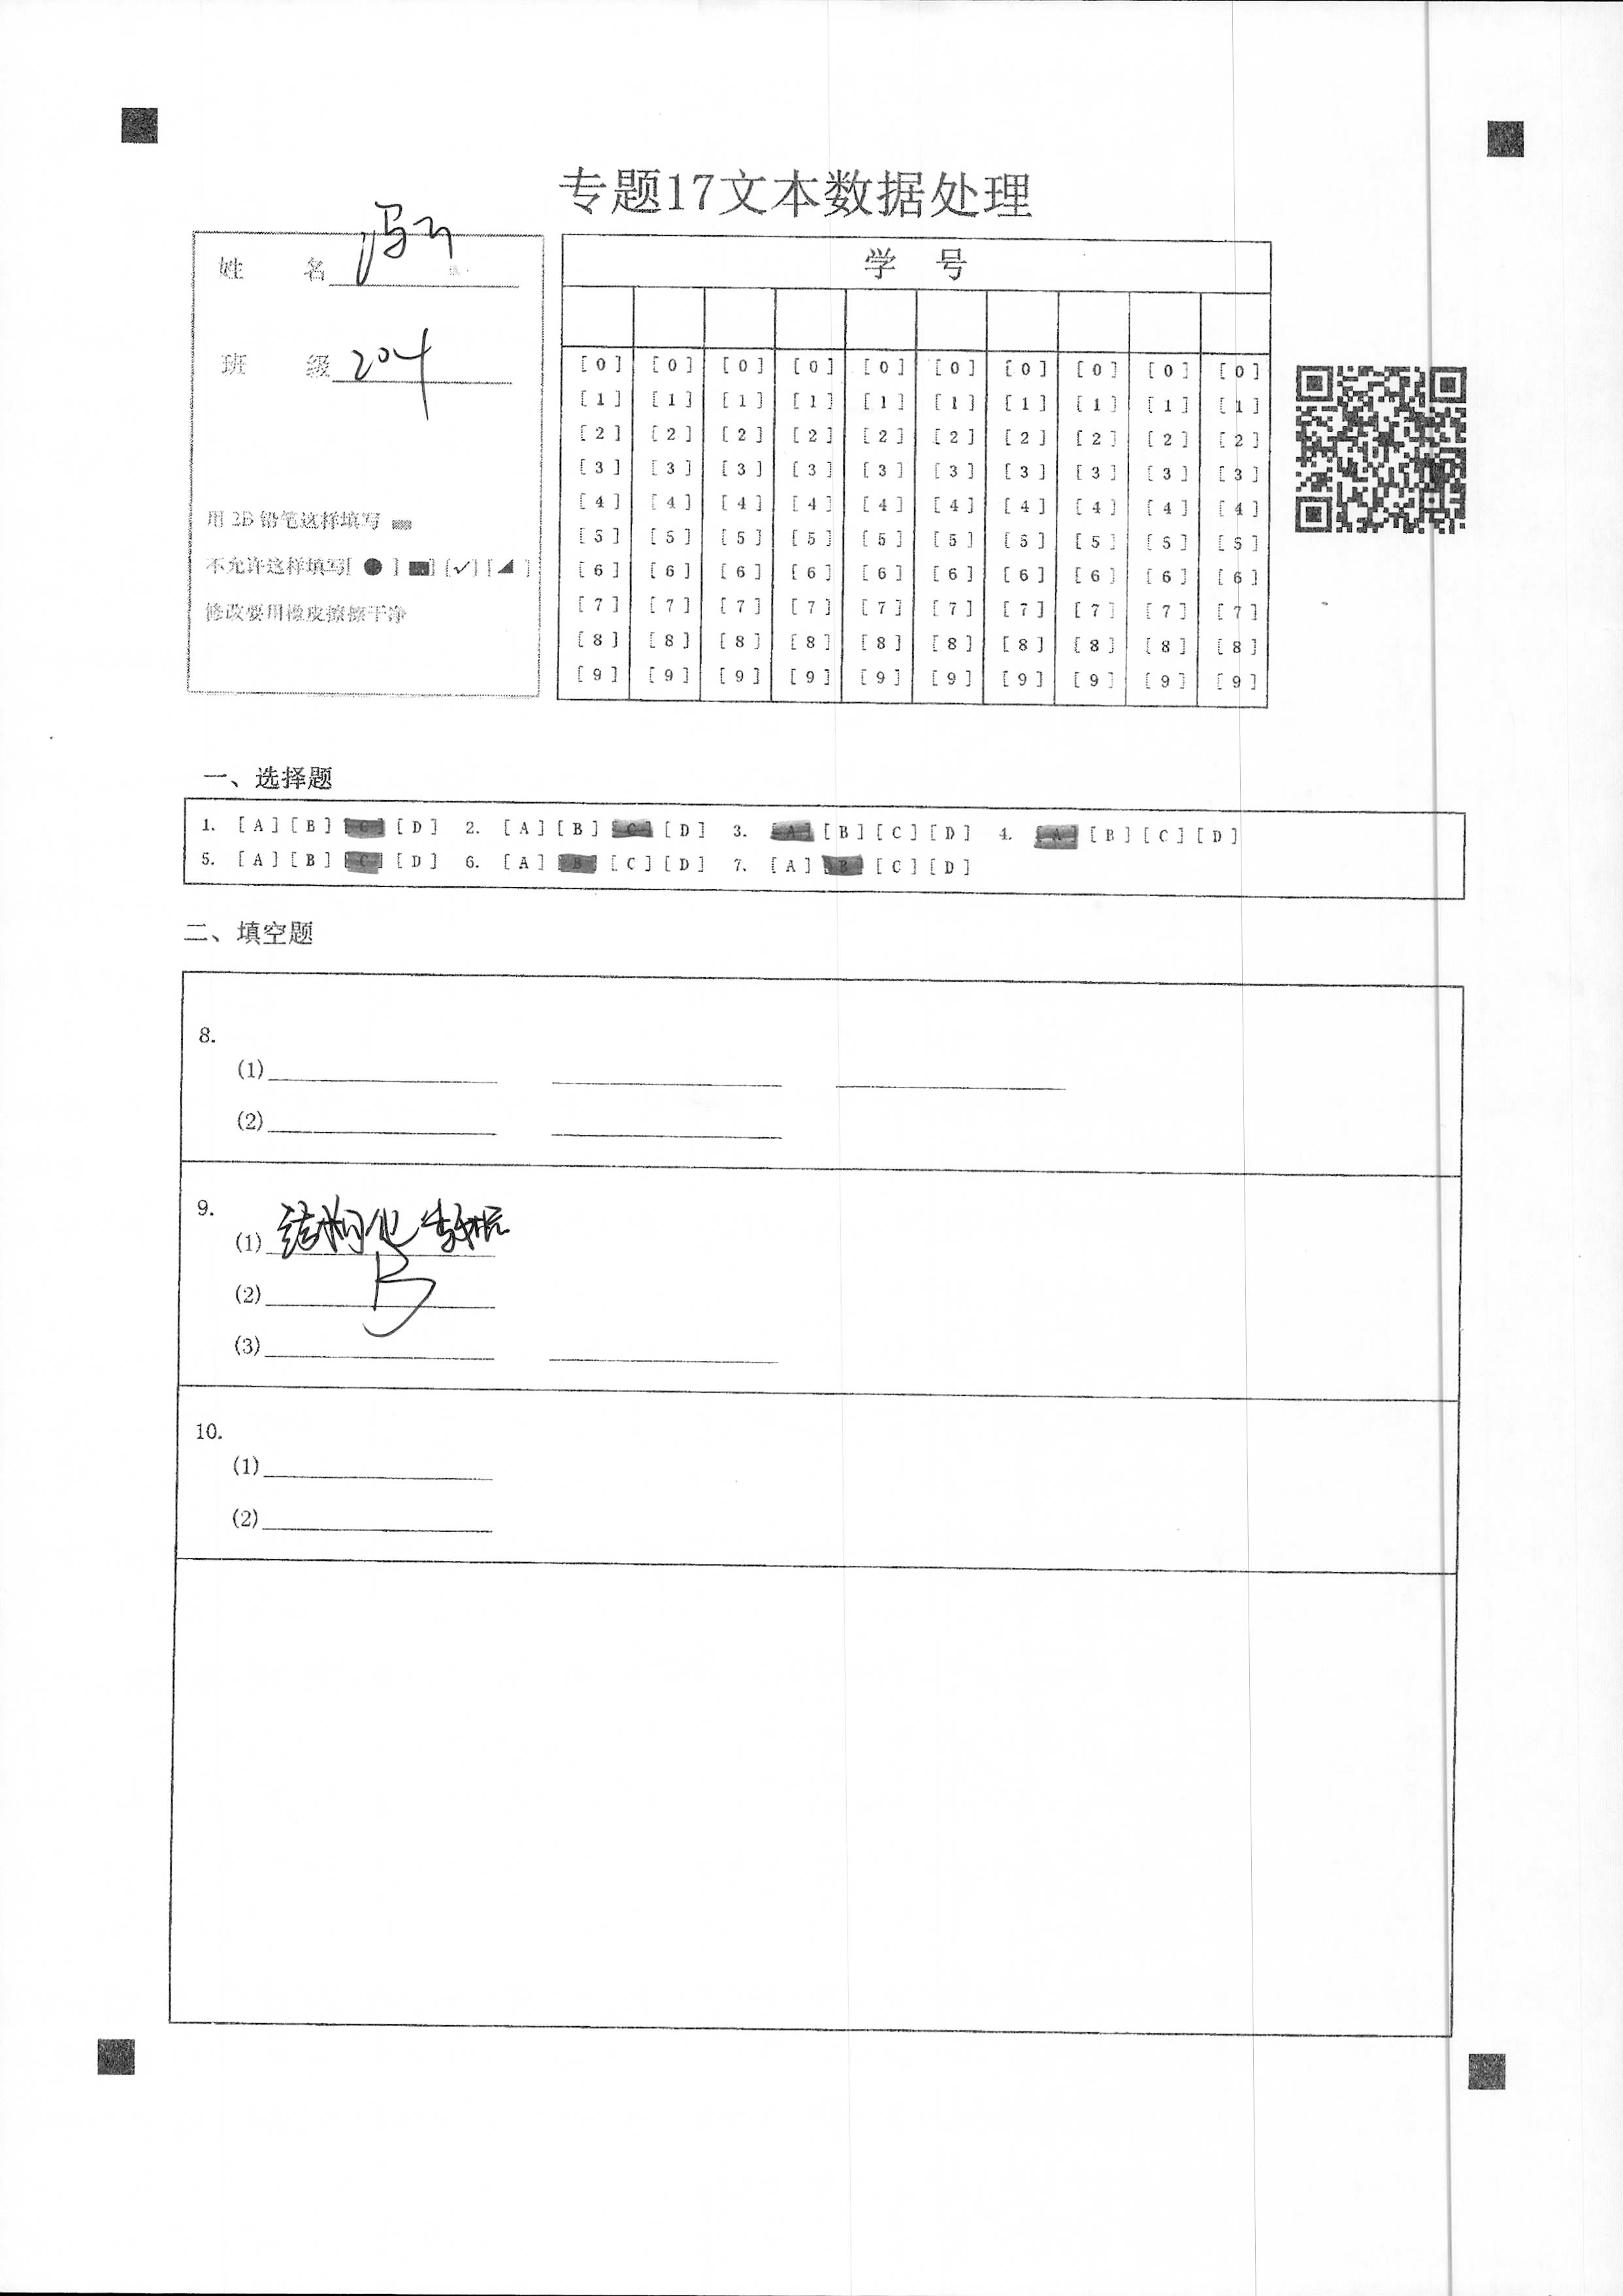 专题17文本数据处理
姓 名 冯
班 级 204
用 2B 铅笔这样填写
不允许这样填写[●] ■] [✓] [◢ ]
修改要用橡皮擦擦干净
学 号
[0] [0] [0] [0] [0] [0] [0] [0] [0] [0]
[1] [1] [1] [1] [1] [1] [1] [1] [1] [1]
[2] [2] [2] [2] [2] [2] [2] [2] [2] [2]
[3] [3] [3] [3] [3] [3] [3] [3] [3] [3]
[4] [4] [4] [4] [4] [4] [4] [4] [4] [4]
[5] [5] [5] [5] [5] [5] [5] [5] [5] [5]
[6] [6] [6] [6] [6] [6] [6] [6] [6] [6]
[7] [7] [7] [7] [7] [7] [7] [7] [7] [7]
[8] [8] [8] [8] [8] [8] [8] [8] [8] [8]
[9] [9] [9] [9] [9] [9] [9] [9] [9] [9]
一、选择题
1. [A] [B] [C] [D] 2. [A] [B] [C] [D] 3. [A] [B] [C] [D] 4. [A] [B] [C] [D]
5. [A] [B] [C] [D] 6. [A] [B] [C] [D] 7. [A] [B] [C] [D]
二、填空题
8.
(1)
(2)
9.
(1) 结构化数据
(2) B
(3)
10.
(1)
(2)